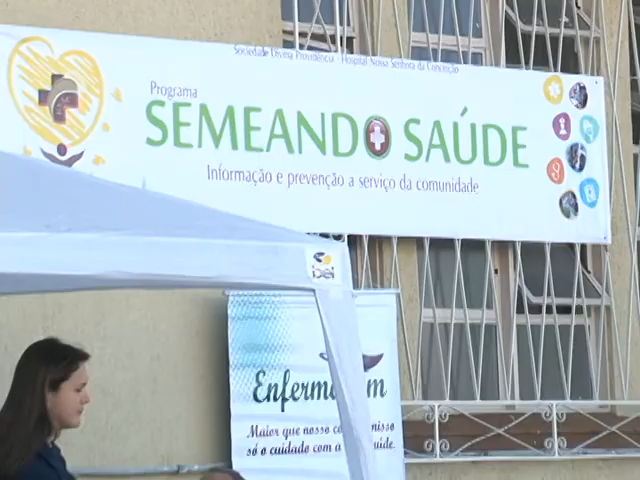 Sociedade Divina Providência - Hospital Nossa Senhora da Conceição
Programa
SEMEANDO SAÚDE
Informação e prevenção a serviço da comunidade
Maior que nosso
só o cuidado com a